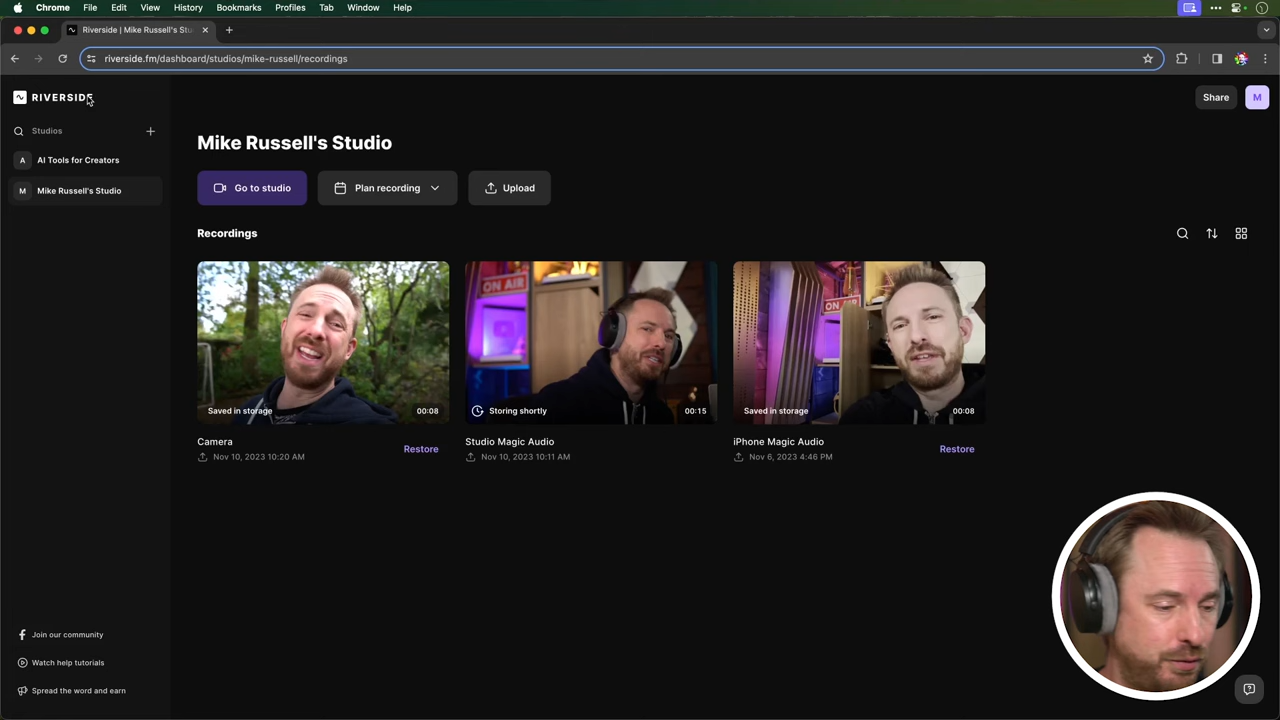 Chrome File Edit View History Bookmarks Profiles Tab Window Help
Riverside | Mike Russell's Stu
riverside.fm/dashboard/studios/mike-russell/recordings
RIVERSIDE
Share
M
Studios
A AI Tools for Creators
M Mike Russell's Studio
Mike Russell's Studio
Go to studio
Plan recording
Upload
Recordings
Saved in storage 00:08
ON AIR
Storing shortly 00:15
ON AIR
Saved in storage 00:08
Camera
Nov 10, 2023 10:20 AM
Restore
Studio Magic Audio
Nov 10, 2023 10:11 AM
iPhone Magic Audio
Nov 6, 2023 4:46 PM
Restore
Join our community
Watch help tutorials
Spread the word and earn